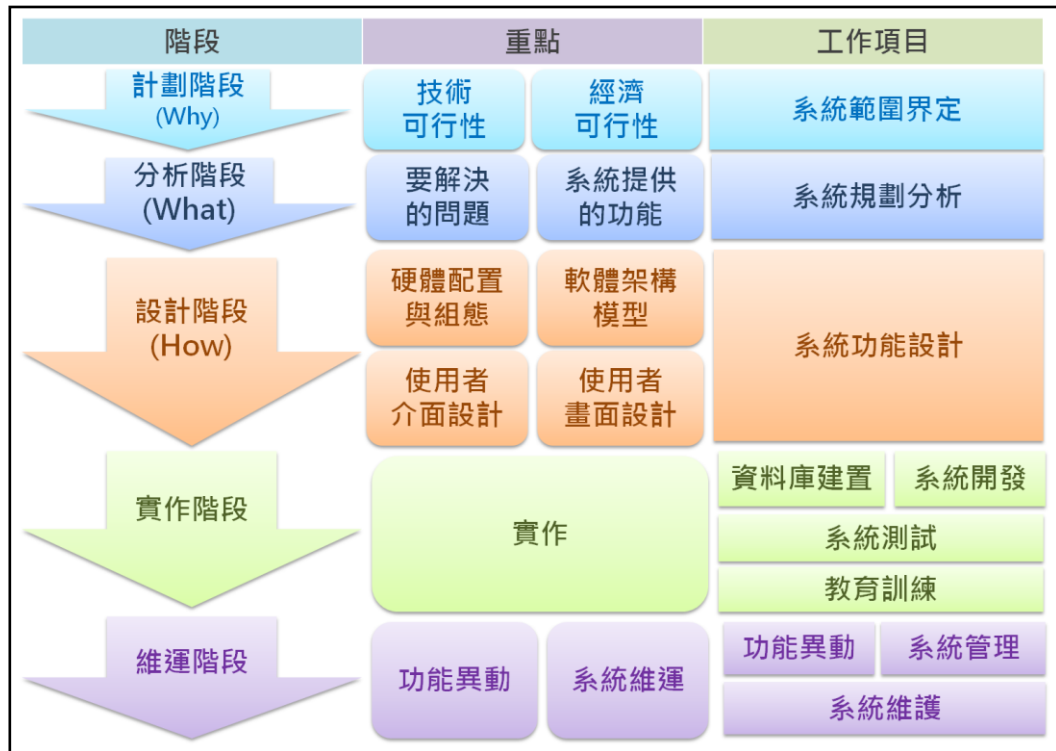 階段
重點
工作項目
計劃階段
(Why)
技術
可行性
經濟
可行性
系統範圍界定
分析階段
(What)
要解決
的問題
系統提供
的功能
系統規劃分析
設計階段
(How)
硬體配置
與組態
軟體架構
模型
使用者
介面設計
使用者
畫面設計
系統功能設計
實作階段
實作
資料庫建置
系統開發
系統測試
教育訓練
維運階段
功能異動
系統維運
功能異動
系統管理
系統維護